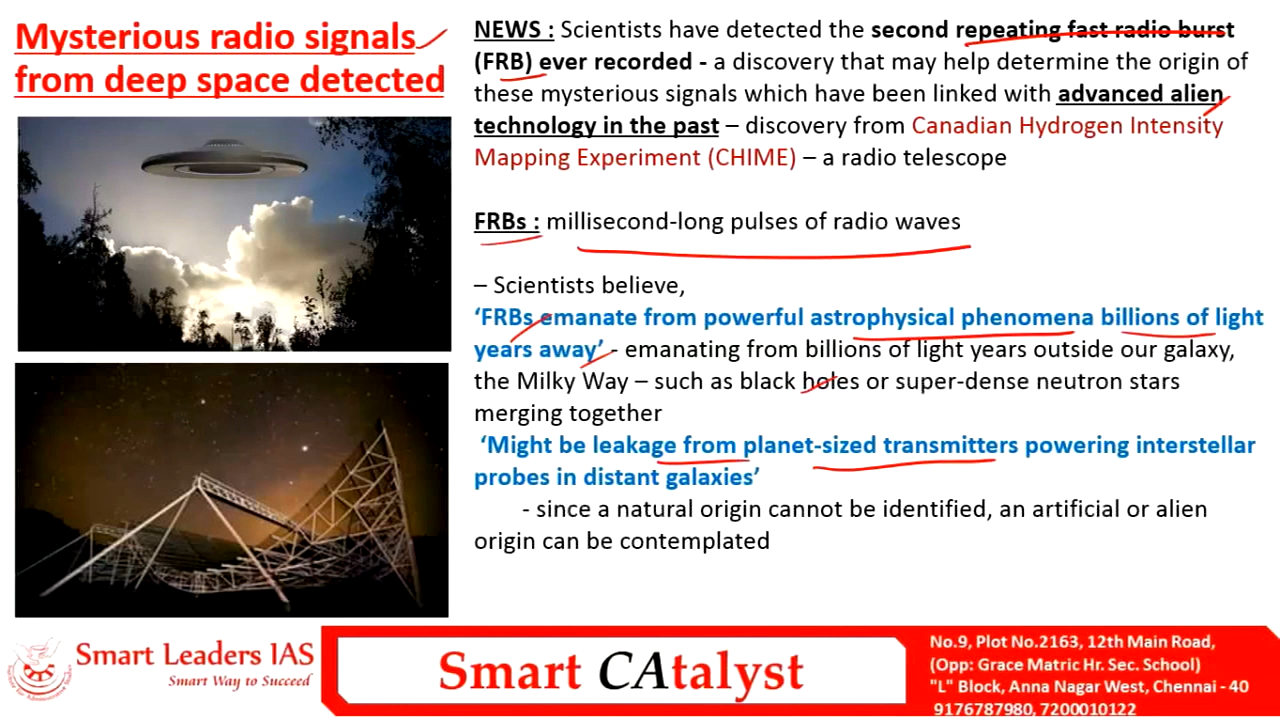 Mysterious radio signals
from deep space detected
NEWS : Scientists have detected the second repeating fast radio burst
(FRB) ever recorded - a discovery that may help determine the origin of
these mysterious signals which have been linked with advanced alien
technology in the past – discovery from Canadian Hydrogen Intensity
Mapping Experiment (CHIME) – a radio telescope
FRBs : millisecond-long pulses of radio waves
– Scientists believe,
‘FRBs emanate from powerful astrophysical phenomena billions of light
years away’ - emanating from billions of light years outside our galaxy,
the Milky Way – such as black holes or super-dense neutron stars
merging together
‘Might be leakage from planet-sized transmitters powering interstellar
probes in distant galaxies’
- since a natural origin cannot be identified, an artificial or alien
origin can be contemplated
Smart Leaders IAS
Smart Way to Succeed
Smart CAtalyst
No.9, Plot No.2163, 12th Main Road,
(Opp: Grace Matric Hr. Sec. School)
"L" Block, Anna Nagar West, Chennai - 40
9176787980, 7200010122